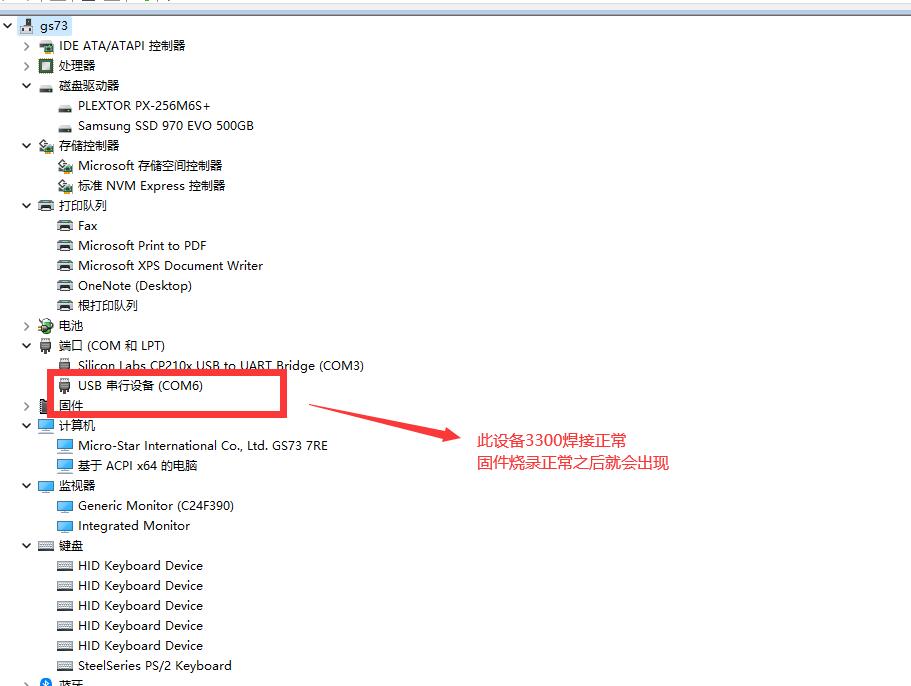 gs73
IDE ATA/ATAPI 控制器
处理器
磁盘驱动器
PLEXTOR PX-256M6S+
Samsung SSD 970 EVO 500GB
存储控制器
Microsoft 存储空间控制器
标准 NVM Express 控制器
打印队列
Fax
Microsoft Print to PDF
Microsoft XPS Document Writer
OneNote (Desktop)
根打印队列
电池
端口 (COM 和 LPT)
Silicon Labs CP210x USB to UART Bridge (COM3)
USB 串行设备 (COM6)
固件
计算机
Micro-Star International Co., Ltd. GS73 7RE
此设备3300焊接正常
基于 ACPI x64 的电脑
固件烧录正常之后就会出现
监视器
Generic Monitor (C24F390)
Integrated Monitor
键盘
HID Keyboard Device
HID Keyboard Device
HID Keyboard Device
HID Keyboard Device
HID Keyboard Device
SteelSeries PS/2 Keyboard
蓝牙